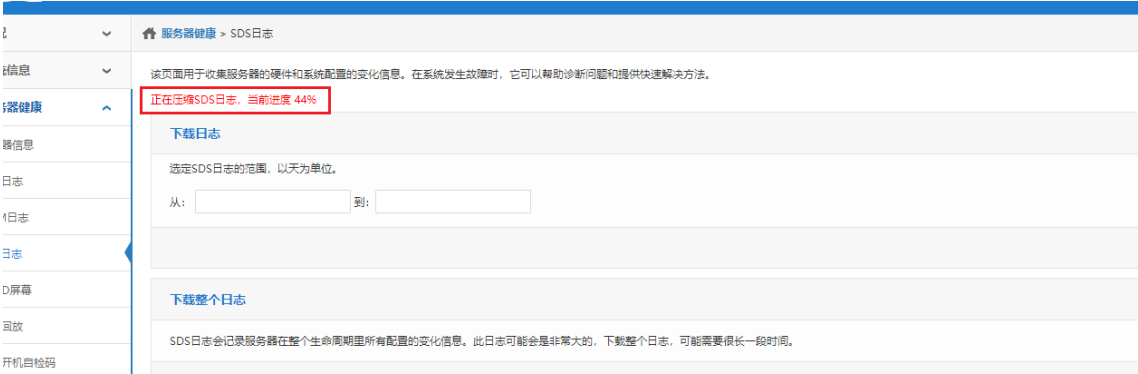 服务器健康 > SDS日志
信息
该页面用于收集服务器的硬件和系统配置的变化信息。在系统发生故障时，它可以帮助诊断问题和提供快速解决方法。
正在压缩SDS日志，当前进度 44%
器健康
下载日志
器信息
选定SDS日志的范围，以天为单位。
日志
从：
到：
M日志
日志
D屏幕
下载整个日志
回放
SDS日志会记录服务器在整个生命周期里所有配置的变化信息。此日志可能会是非常大的，下载整个日志，可能需要很长一段时间。
开机自检码